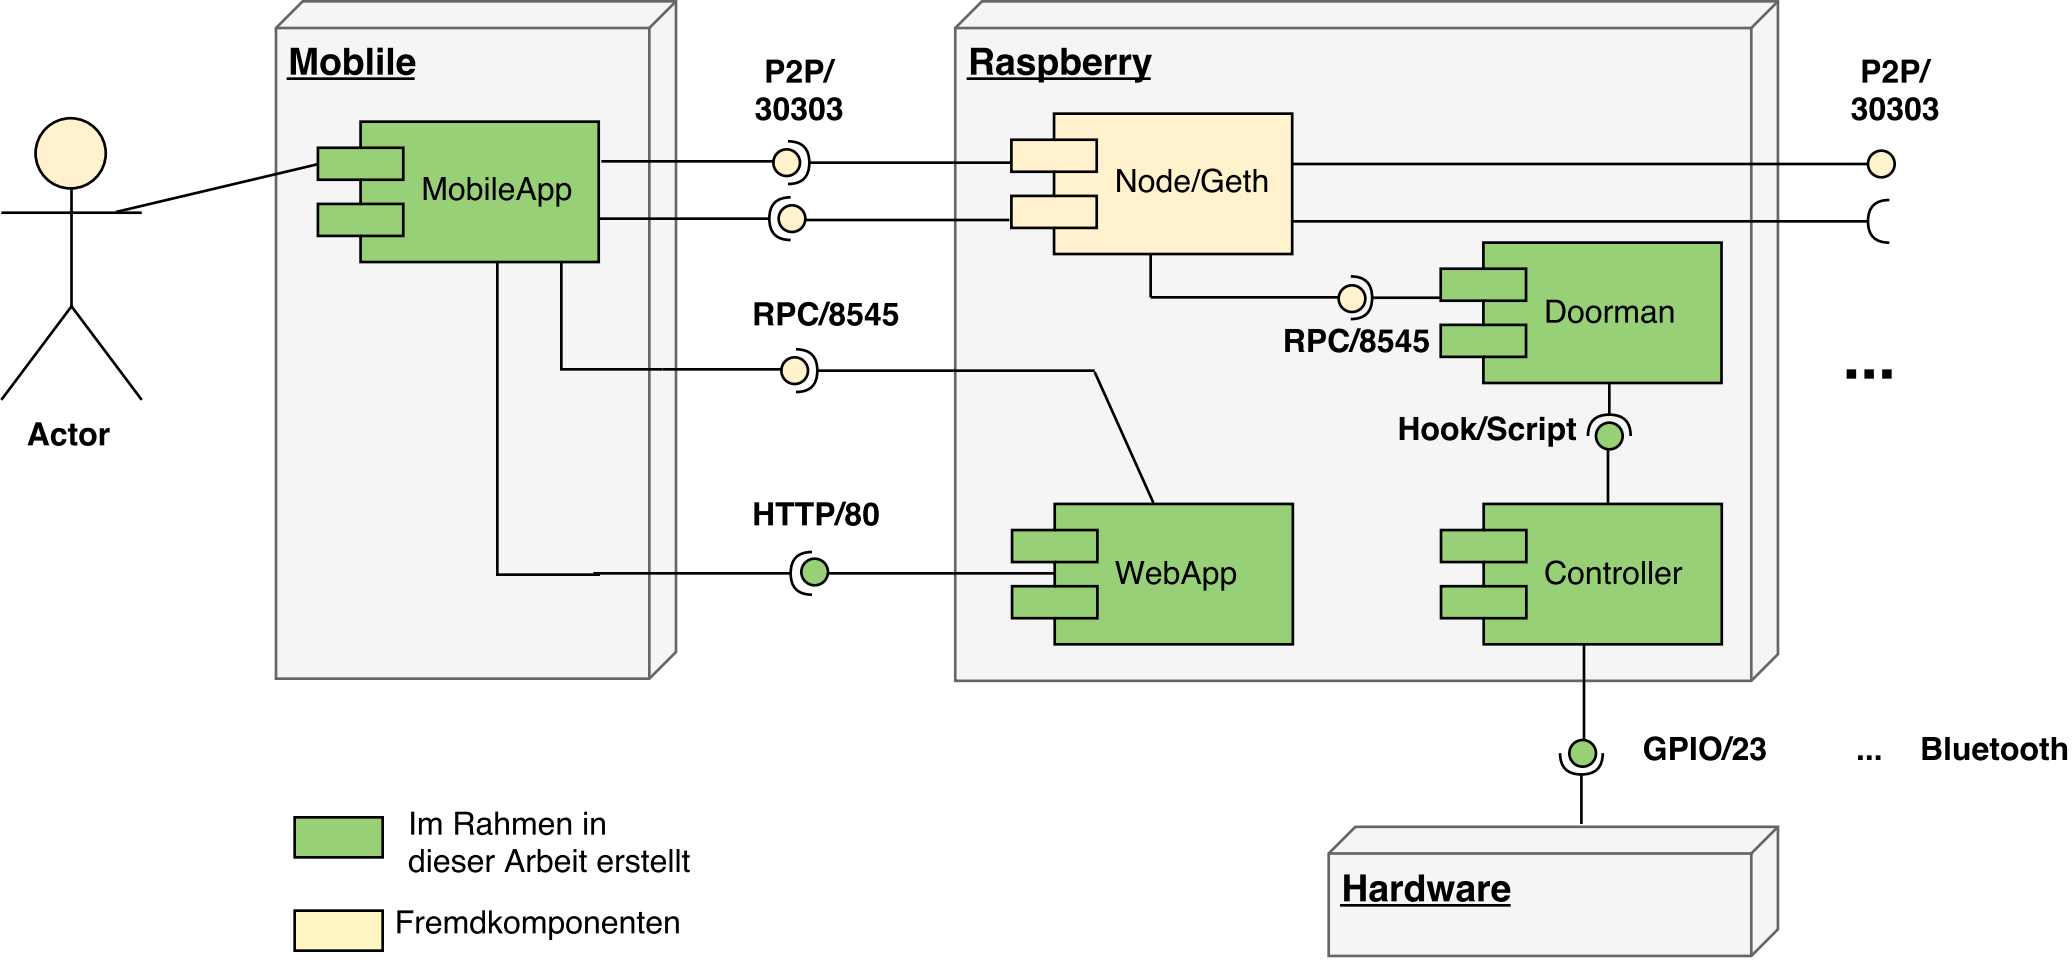 Moblile
Raspberry
P2P/
30303
P2P/
30303
MobileApp
Node/Geth
RPC/8545
Doorman
RPC/8545
...
Actor
Hook/Script
HTTP/80
WebApp
Controller
GPIO/23
...
Bluetooth
Im Rahmen in
dieser Arbeit erstellt
Hardware
Fremdkomponenten